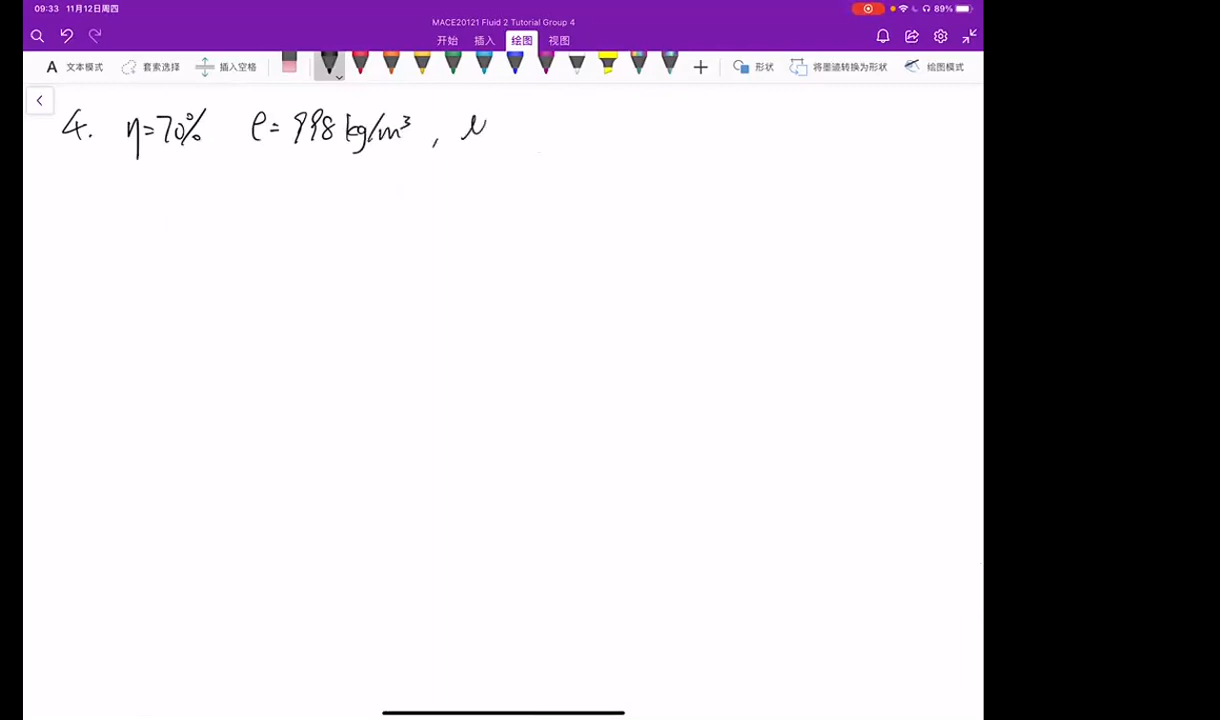 09:33 11月12日周四
89%
MACE20121 Fluid 2 Tutorial Group 4
开始 插入 绘图 视图
A 文本模式 套索选择 插入空格 形状 将墨迹转换为形状 绘图模式
4. η=70% ρ=998 kg/m³ , μ